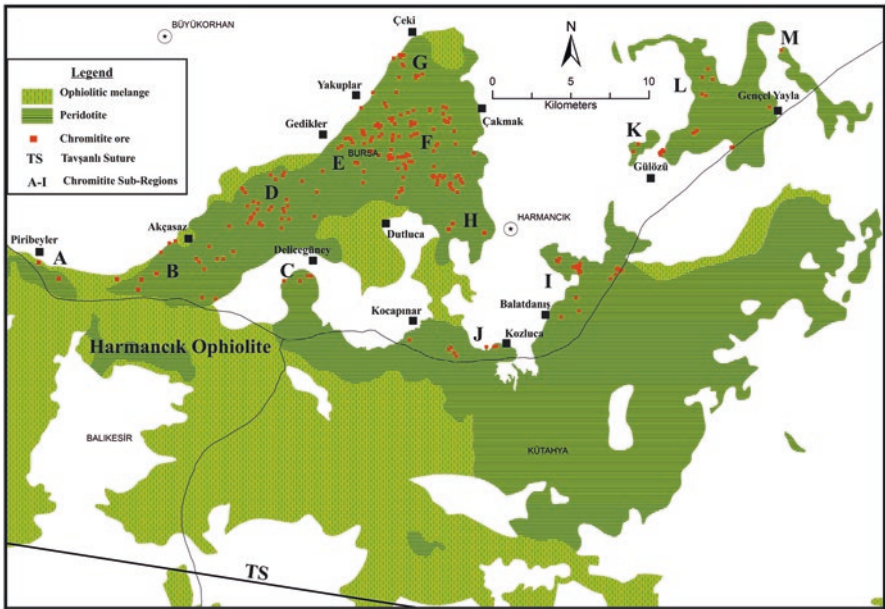 BÜYÜKORHAN
Çeki
N
M
Legend
Ophiolitic melange
Peridotite
Chromitite ore
TS Tavşanlı Suture
A-I Chromitite Sub-Regions
G
0 5 10
Kilometers
L
Gençel Yayla
Yakuplar
Çakmak
Gedikler
F
K
E
BURSA
Gülözü
D
H
HARMANCIK
Dutluca
Akçasaz
Piribeyler
A
B
Delicegüney
C
I
Balatdanış
Kocapınar
J
Kozluca
Harmancık Ophiolite
BALIKESİR
KÜTAHYA
TS